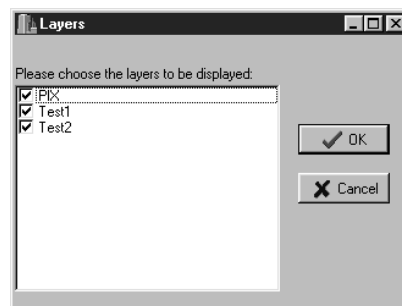 Layers
Please choose the layers to be displayed:
PIX
Test1
Test2
OK
Cancel